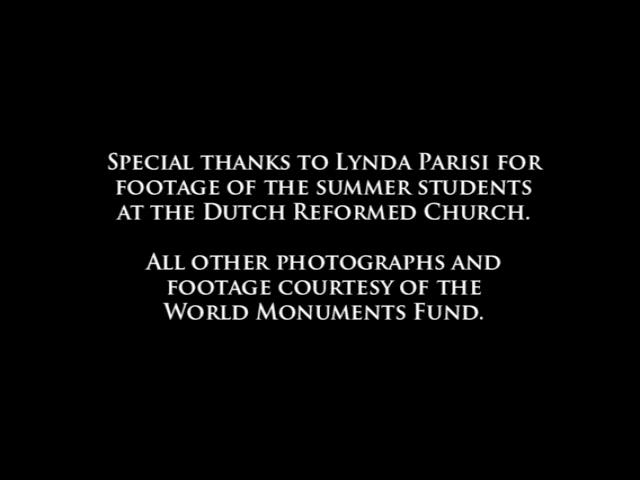 Special thanks to Lynda Parisi for
footage of the summer students
at the Dutch Reformed Church.
All other photographs and
footage courtesy of the
World Monuments Fund.